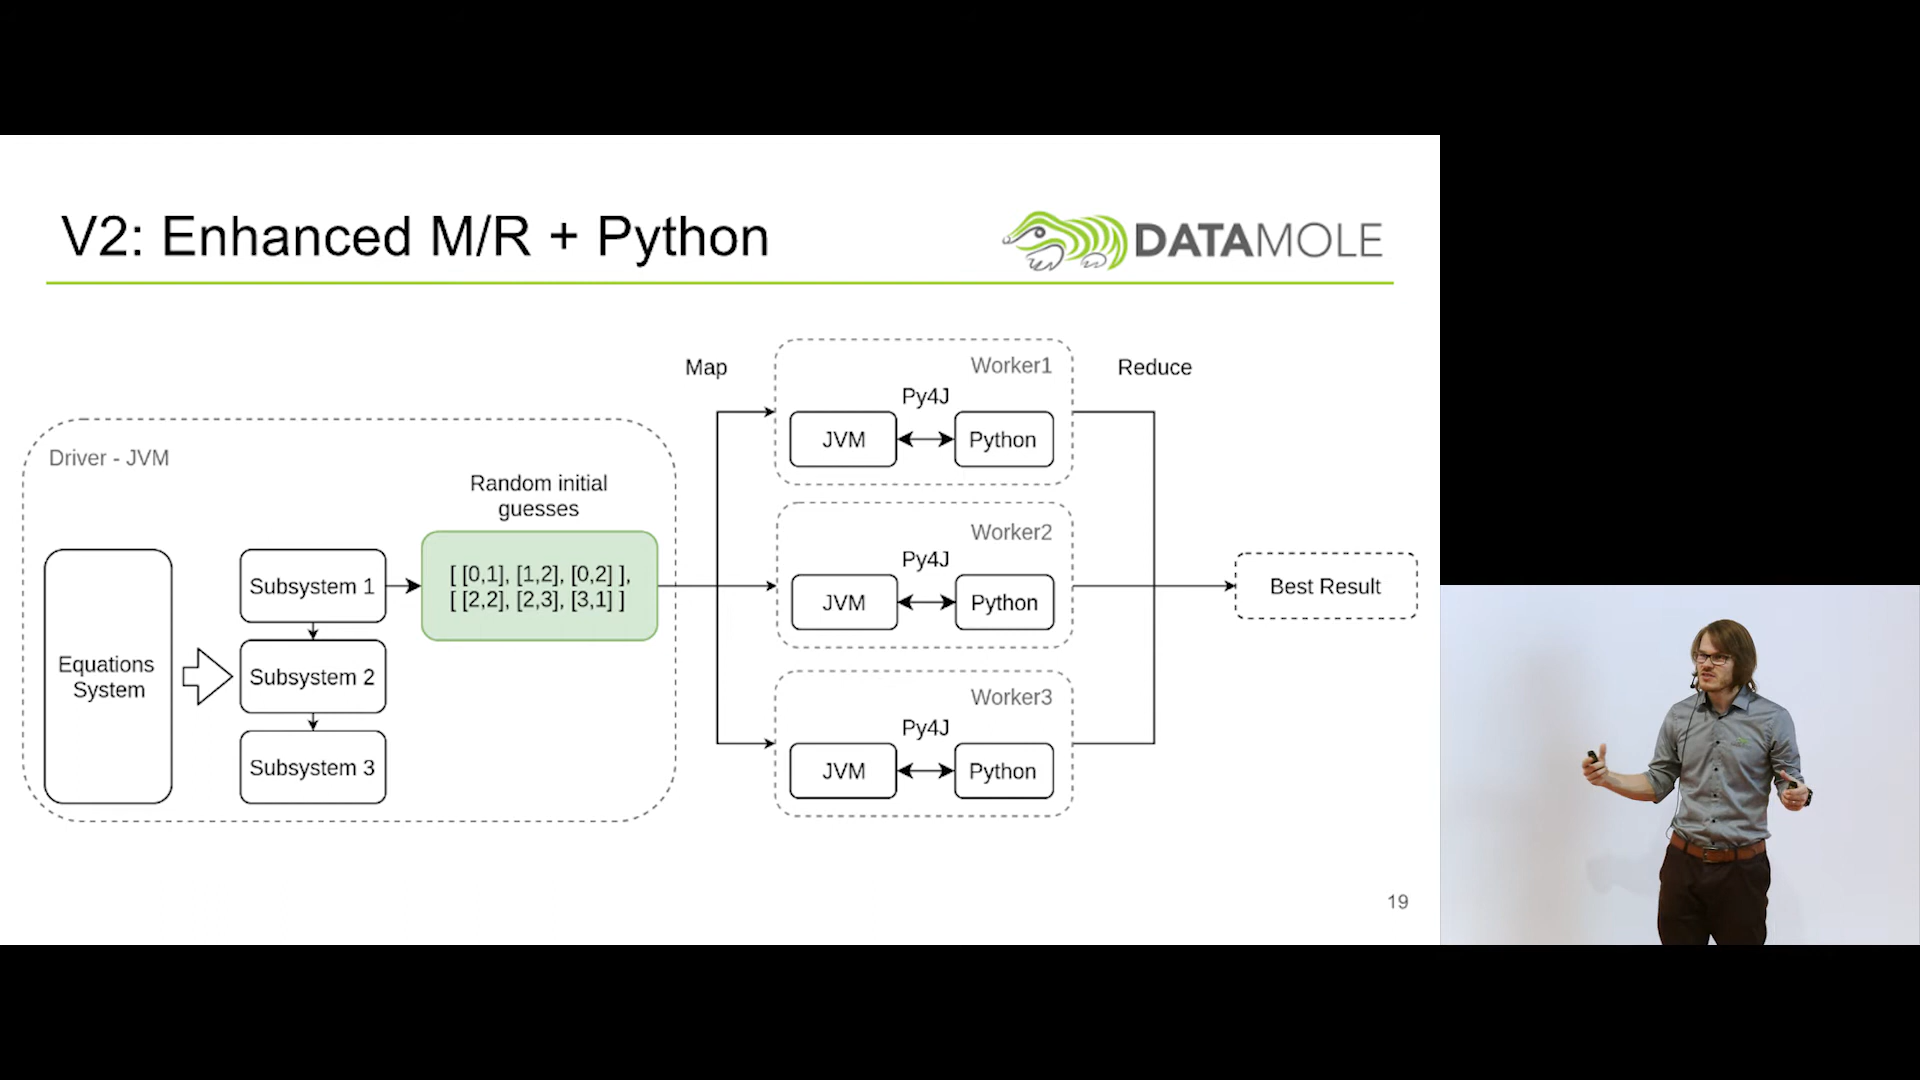 V2: Enhanced M/R + Python
DATAMOLE
Driver - JVM
Equations
System
Subsystem 1
Subsystem 2
Subsystem 3
Random initial
guesses
[ [0,1], [1,2], [0,2] ],
[ [2,2], [2,3], [3,1] ]
Map
Worker1
Py4J
JVM
Python
Worker2
Py4J
JVM
Python
Worker3
Py4J
JVM
Python
Reduce
Best Result
19